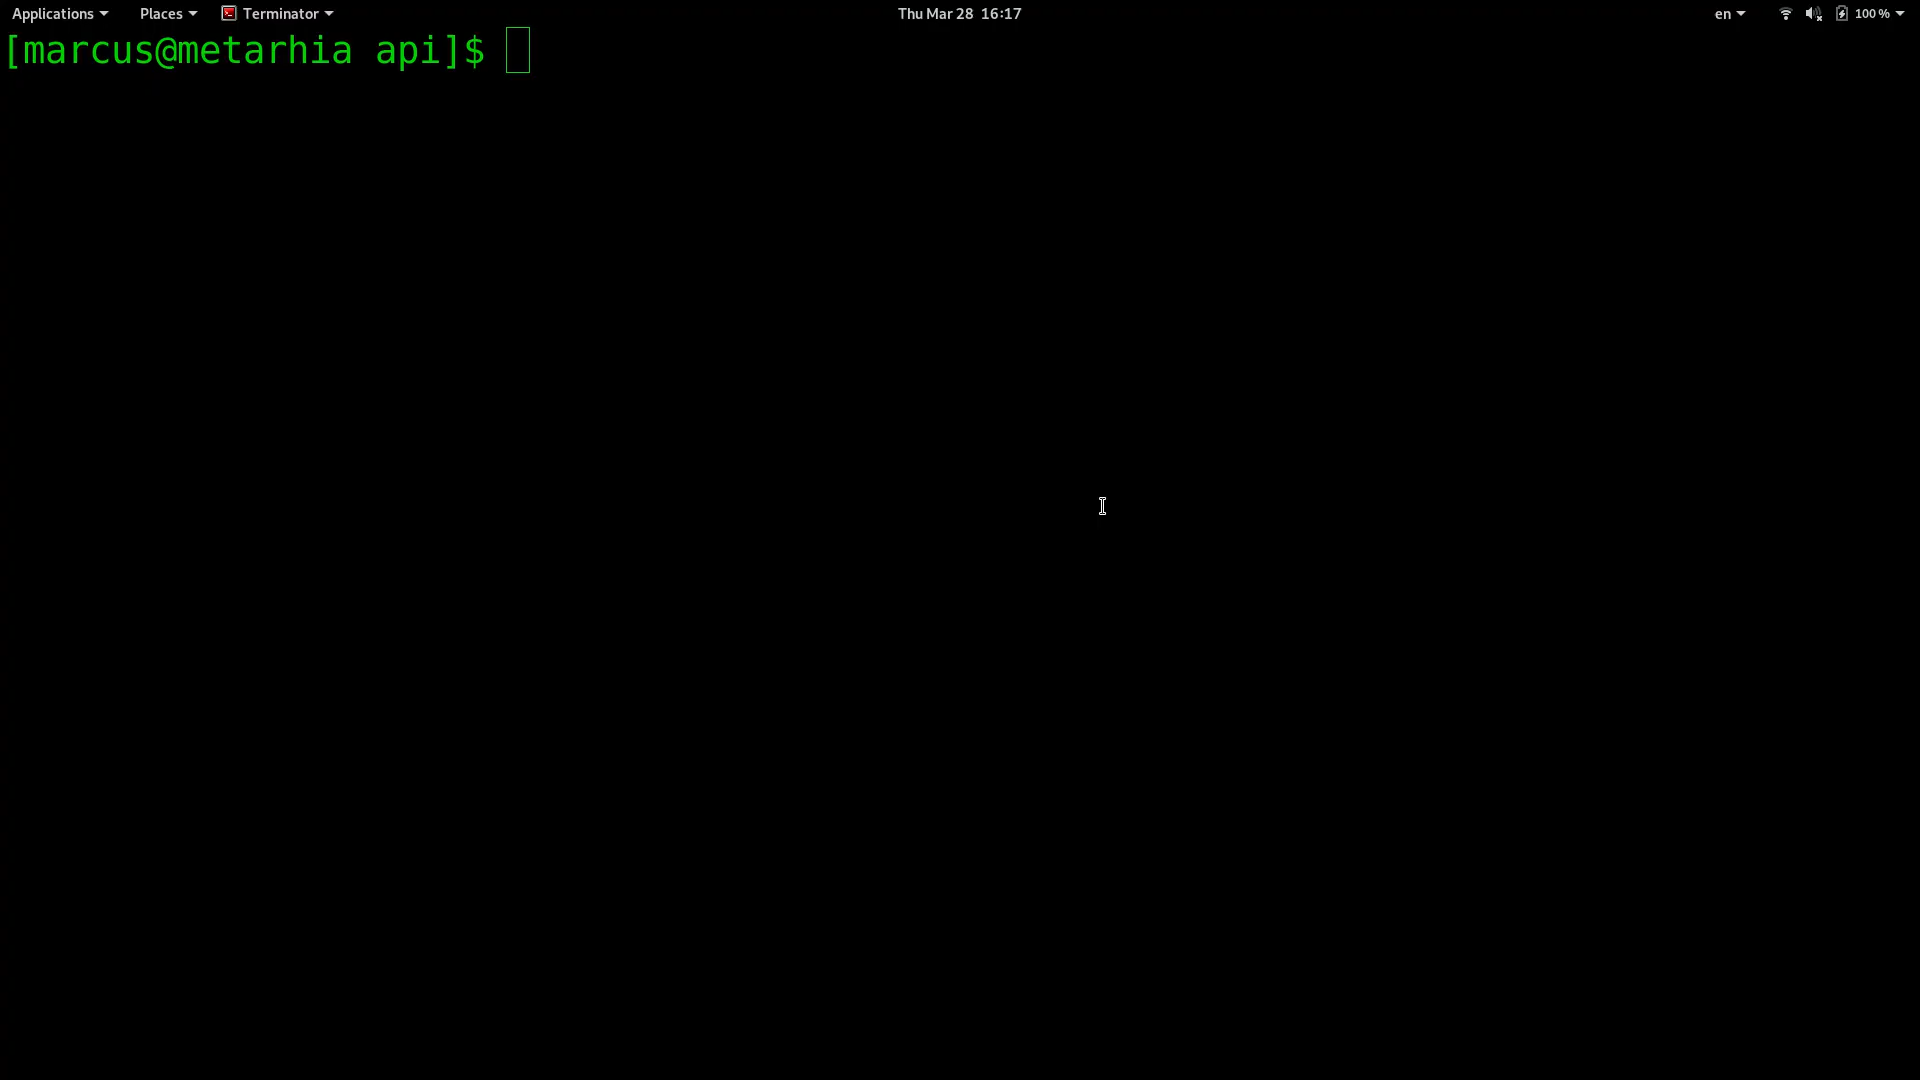 Applications Places Terminator Thu Mar 28 16:17 en 100 %
[marcus@metarhia api]$